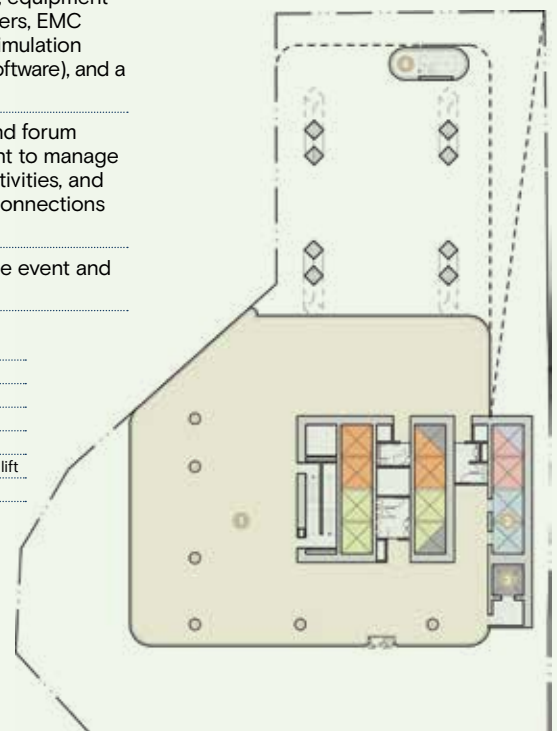 equipment
ers, EMC
imulation
oftware), and a
nd forum
nt to manage
tivities, and
onnections
e event and
lift